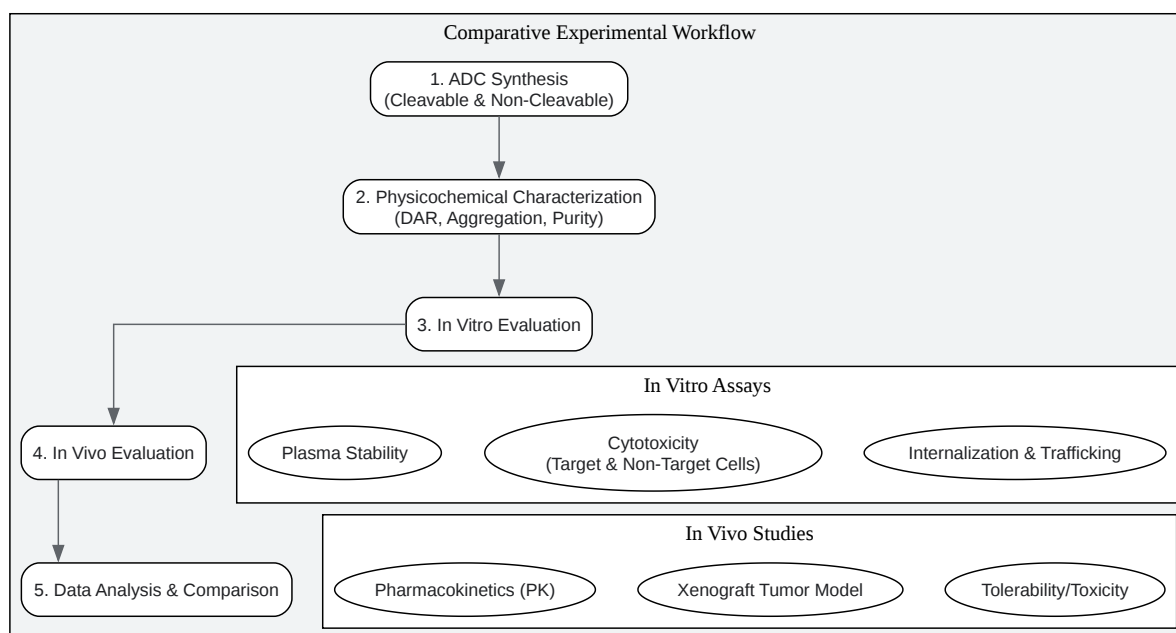 Comparative Experimental Workflow
1. ADC Synthesis
(Cleavable & Non-Cleavable)
2. Physicochemical Characterization
(DAR, Aggregation, Purity)
3. In Vitro Evaluation
In Vitro Assays
4. In Vivo Evaluation
Plasma Stability
Cytotoxicity
(Target & Non-Target Cells)
Internalization & Trafficking
In Vivo Studies
5. Data Analysis & Comparison
Pharmacokinetics (PK)
Xenograft Tumor Model
Tolerability/Toxicity